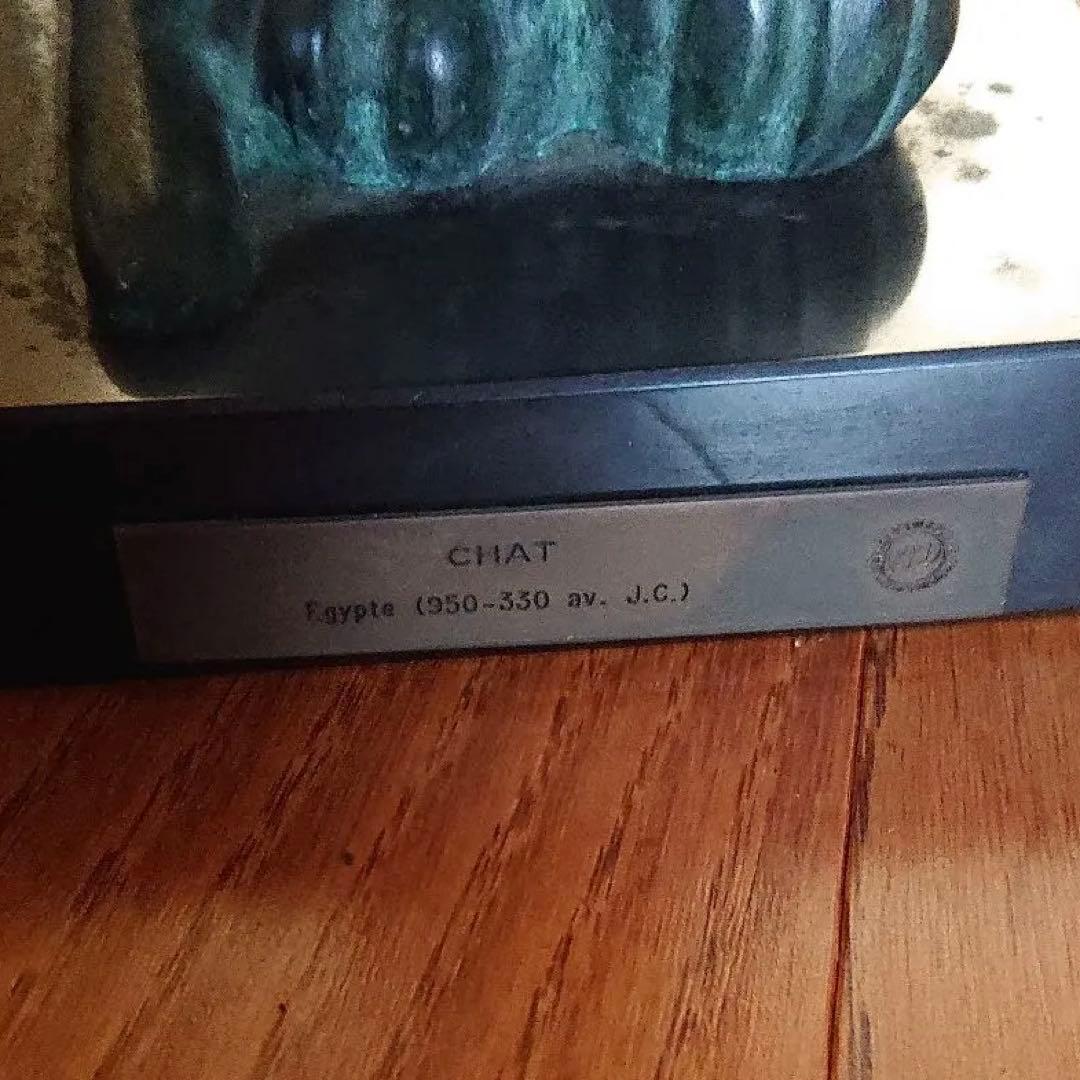 CHAT
Egypte (950-330 av. J.C.)